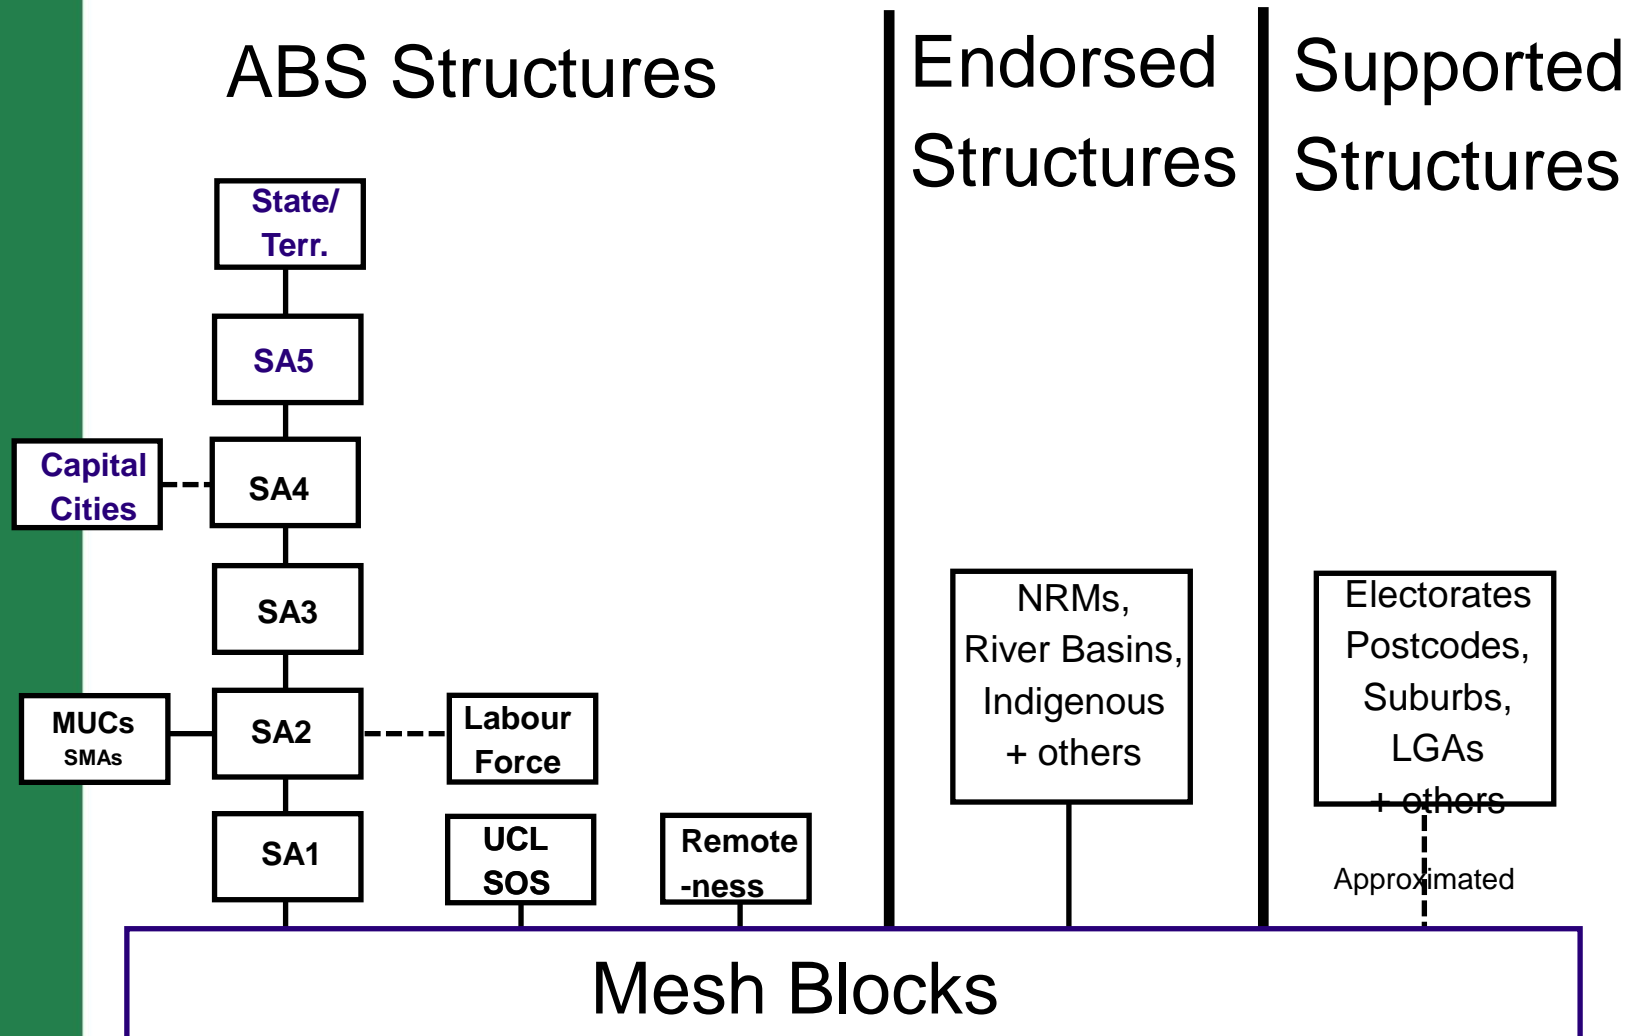 ABS Structures
Endorsed
Structures
Supported
Structures
State/
Terr.
SA5
Capital
Cities
SA4
SA3
MUCs
SMAs
SA2
Labour
Force
SA1
UCL
SOS
Remote
-ness
NRMs,
River Basins,
Indigenous
+ others
Electorates
Postcodes,
Suburbs,
LGAs
+ others
Approximated
Mesh Blocks